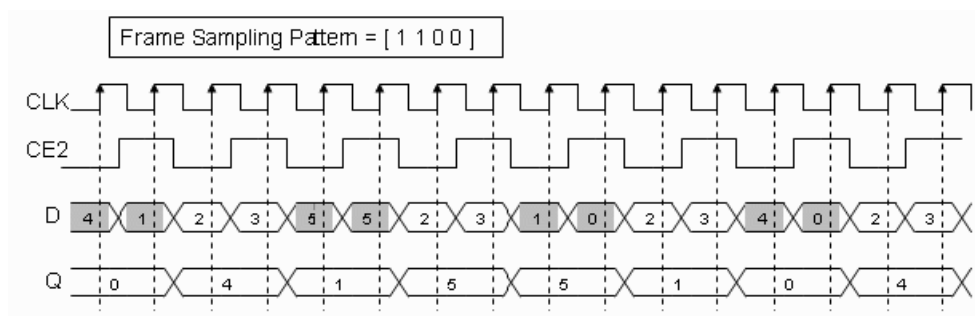 Frame Sampling Pattern = [ 1 1 0 0 ]
CLK
CE2
D 4 1 2 3 5 5 2 3 1 0 2 3 4 0 2 3
Q 0 4 1 5 5 1 0 4